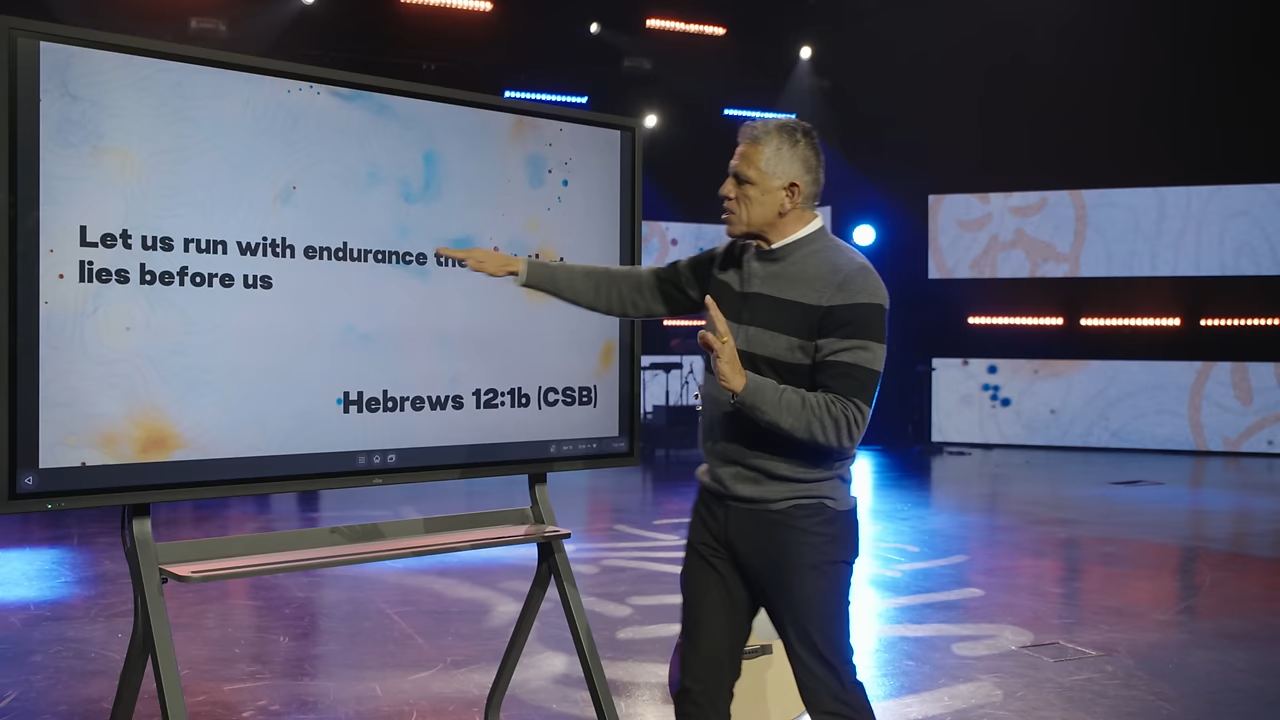 Let us run with endurance the
lies before us
Hebrews 12:1b (CSB)